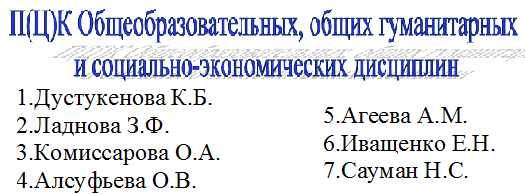 П(Ц)К Общеобразовательных, общих гуманитарных
и социально-экономических дисциплин
1.Дустукенова К.Б.
2.Ладнова З.Ф.
3.Комиссарова О.А.
4.Алсуфьева О.В.
5.Агеева А.М.
6.Иващенко Е.Н.
7.Сауман Н.С.